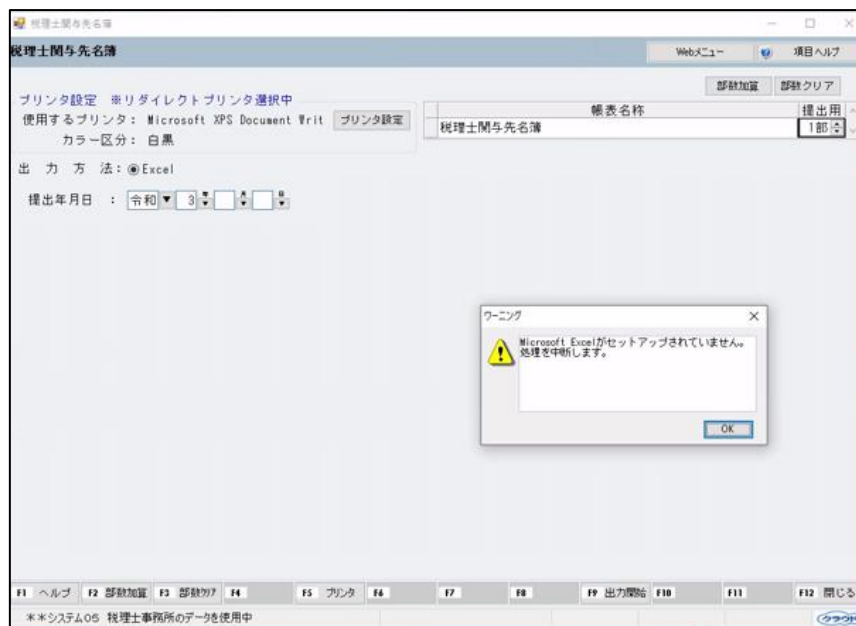 税理士関与先名簿
税理士関与先名簿
Webメニュー
項目ヘルプ
部数加算
部数クリア
プリンタ設定 ※リダイレクトプリンタ選択中
使用するプリンタ: Microsoft XPS Document Writ
プリンタ設定
カラー区分: 白黒
帳表名称
提出用
税理士関与先名簿
1部
出力方法: Excel
提出年月日 : 令和 3 年 月 日
ワーニング
Microsoft Excelがセットアップされていません。
処理を中断します。
OK
F1 ヘルプ F2 部数加算 F3 部数クリア F4 F5 プリンタ F6 F7 F8 F9 出力開始 F10 F11 F12 閉じる
**システム05 税理士事務所のデータを使用中
クラウド